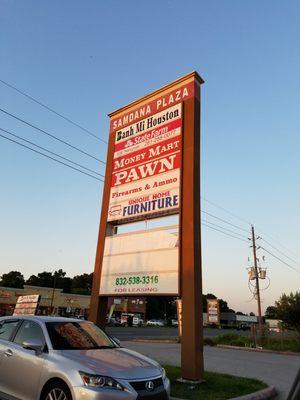 SAMDANA PLAZA
Banh Mi Houston
State Farm
MONEY MART
PAWN
Firearms & Ammo
UNIQUE HOME
FURNITURE
832-538-3316
FOR LEASING